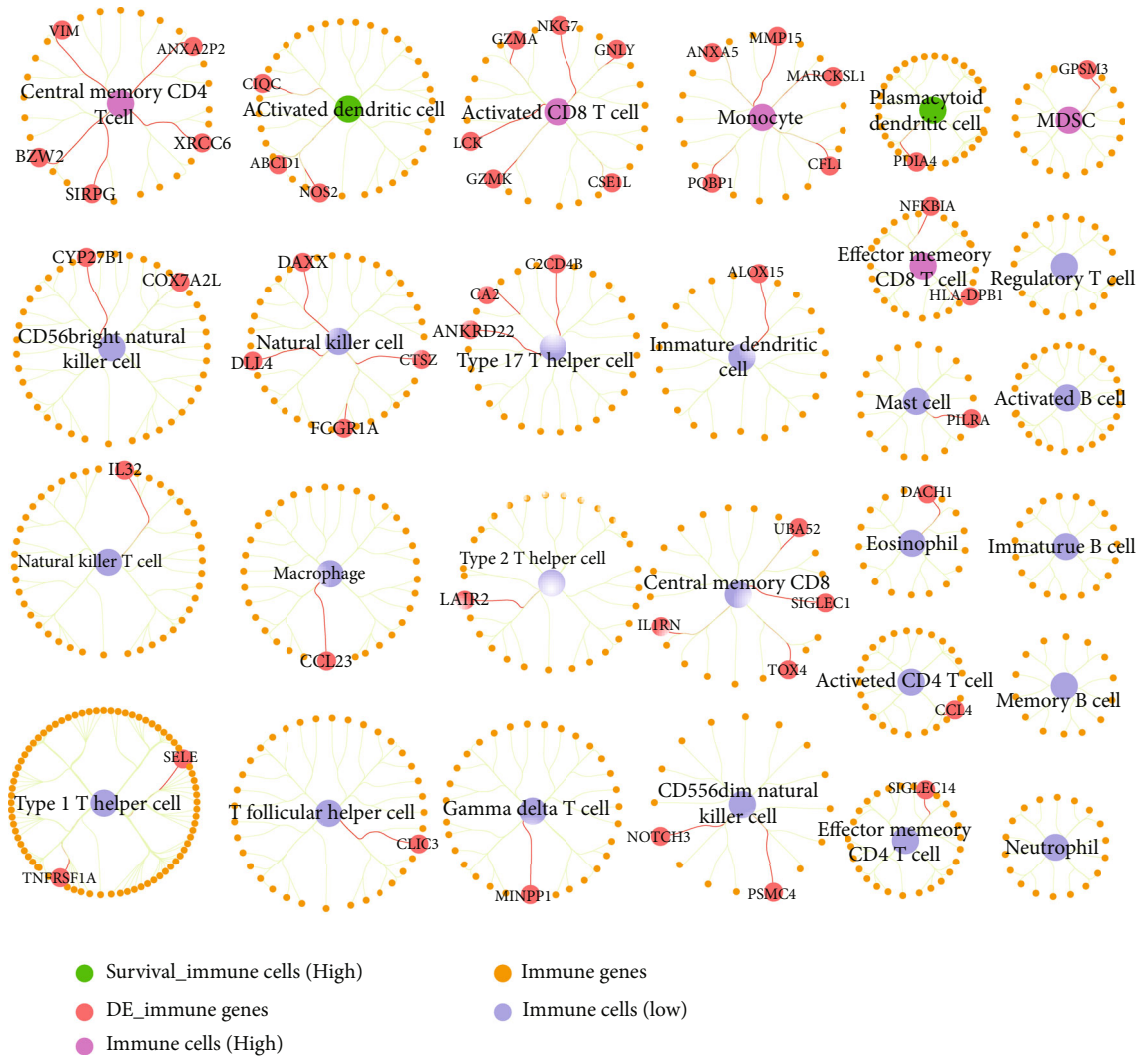 VIM
ANXA2P2
Central memory CD4
Tcell
BZW2
XRCC6
SIRPG
CIQC
ACtivated dendritic cell
ABCD1
NOS2
NKG7
GZMA
GNLY
Activated CD8 T cell
LCK
GZMK
CSE1L
MMP15
ANXA5
MARCKSL1
Monocyte
CFL1
PQBP1
Plasmacytoid
dendritic cell
PDIA4
GPSM3
MDSC
CYP27B1
COX7A2L
CD56bright natural
killer cell
DAXX
Natural killer cell
DLL4
CTSZ
FCGR1A
C2CD4B
CA2
ANKRD22
Type 17 T helper cell
ALOX15
Immature dendritic
cell
NFKBIA
Effector memeory
CD8 T cell
HLA-DPB1
Regulatory T cell
Mast cell
PILRA
Activated B cell
IL32
Natural killer T cell
Macrophage
CCL23
Type 2 T helper cell
LAIR2
UBA52
Central memory CD8
SIGLEC1
IL1RN
TOX4
DACH1
Eosinophil
Immaturue B cell
Activeted CD4 T cell
CCL4
Memory B cell
SELE
Type 1 T helper cell
TNFRSF1A
T follicular helper cell
CLIC3
Gamma delta T cell
MINPP1
CD556dim natural
killer cell
NOTCH3
PSMC4
SIGLEC14
Effector memeory
CD4 T cell
Neutrophil
Survival_immune cells (High)
DE_immune genes
Immune cells (High)
Immune genes
Immune cells (low)